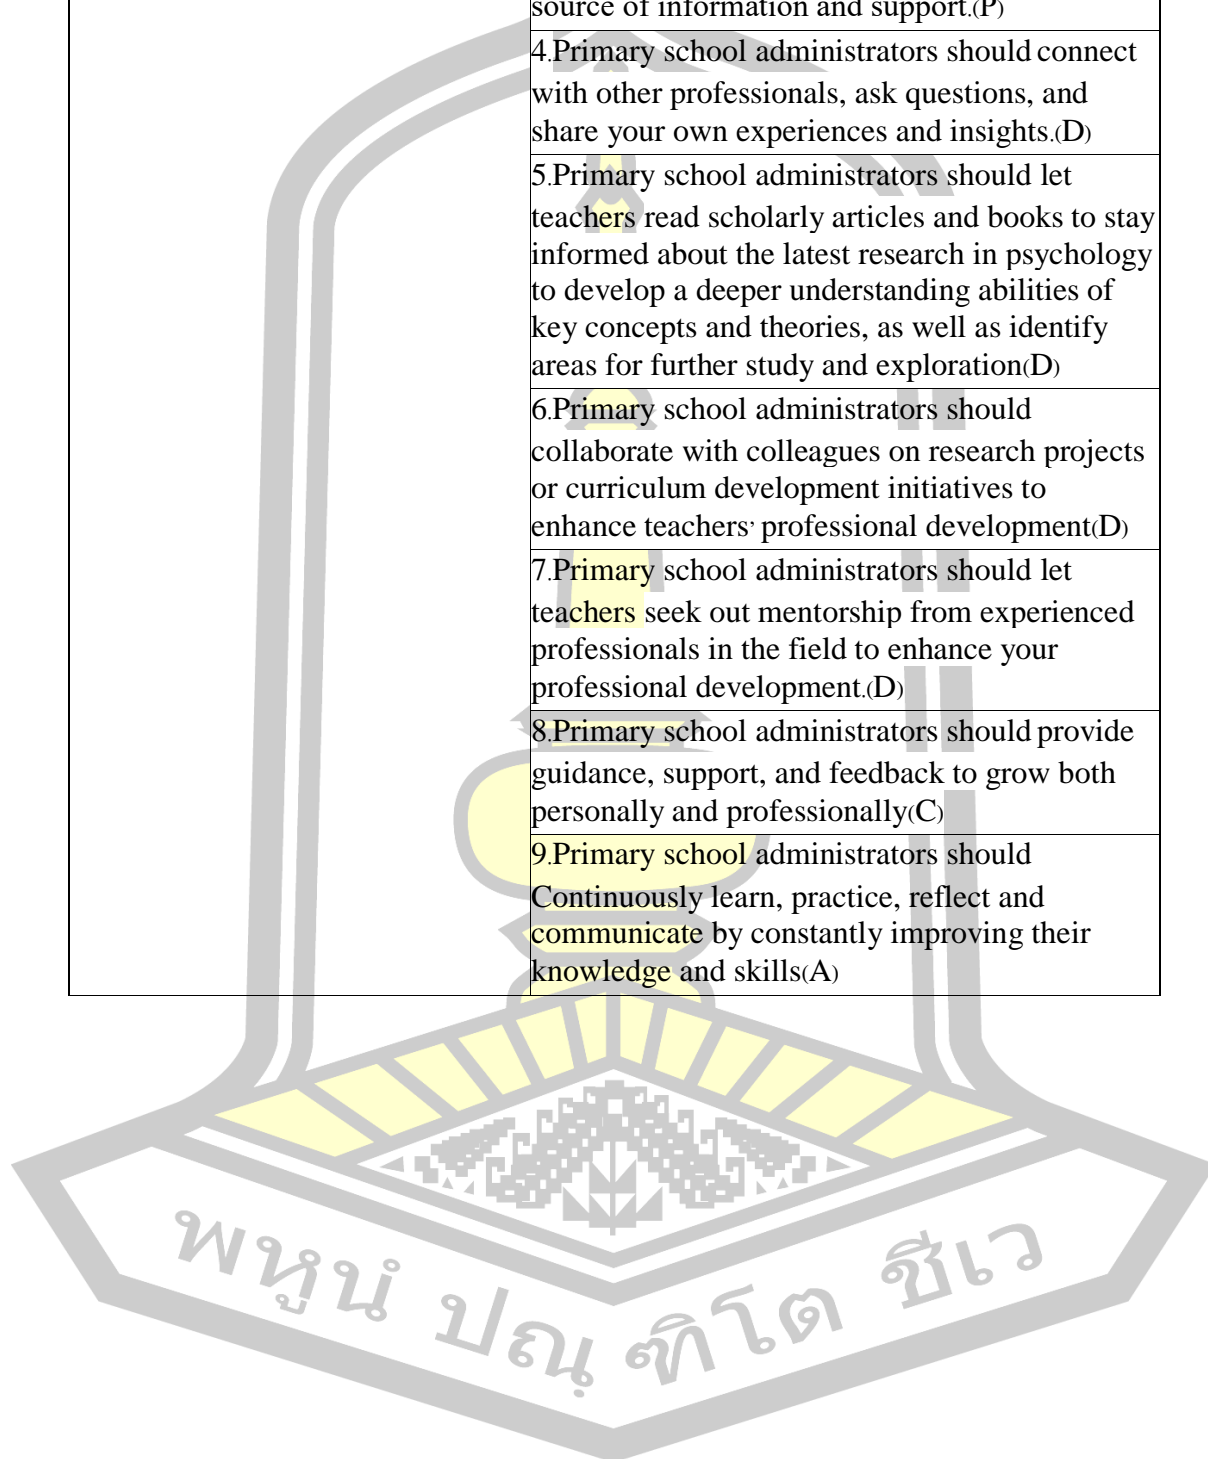 source of information and support.(P)
4.Primary school administrators should connect
with other professionals, ask questions, and
share your own experiences and insights.(D)
5.Primary school administrators should let
teachers read scholarly articles and books to stay
informed about the latest research in psychology
to develop a deeper understanding abilities of
key concepts and theories, as well as identify
areas for further study and exploration(D)
6.Primary school administrators should
collaborate with colleagues on research projects
or curriculum development initiatives to
enhance teachers’ professional development(D)
7.Primary school administrators should let
teachers seek out mentorship from experienced
professionals in the field to enhance your
professional development.(D)
8.Primary school administrators should provide
guidance, support, and feedback to grow both
personally and professionally(C)
9.Primary school administrators should
Continuously learn, practice, reflect and
communicate by constantly improving their
knowledge and skills(A)
พหูนํ ปณฺฑิโต ชีเว